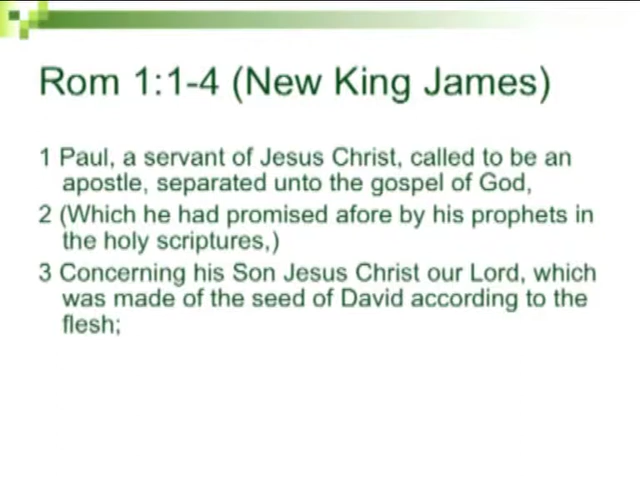 Rom 1:1-4 (New King James)
1 Paul, a servant of Jesus Christ, called to be an
apostle, separated unto the gospel of God,
2 (Which he had promised afore by his prophets in
the holy scriptures,)
3 Concerning his Son Jesus Christ our Lord, which
was made of the seed of David according to the
flesh;